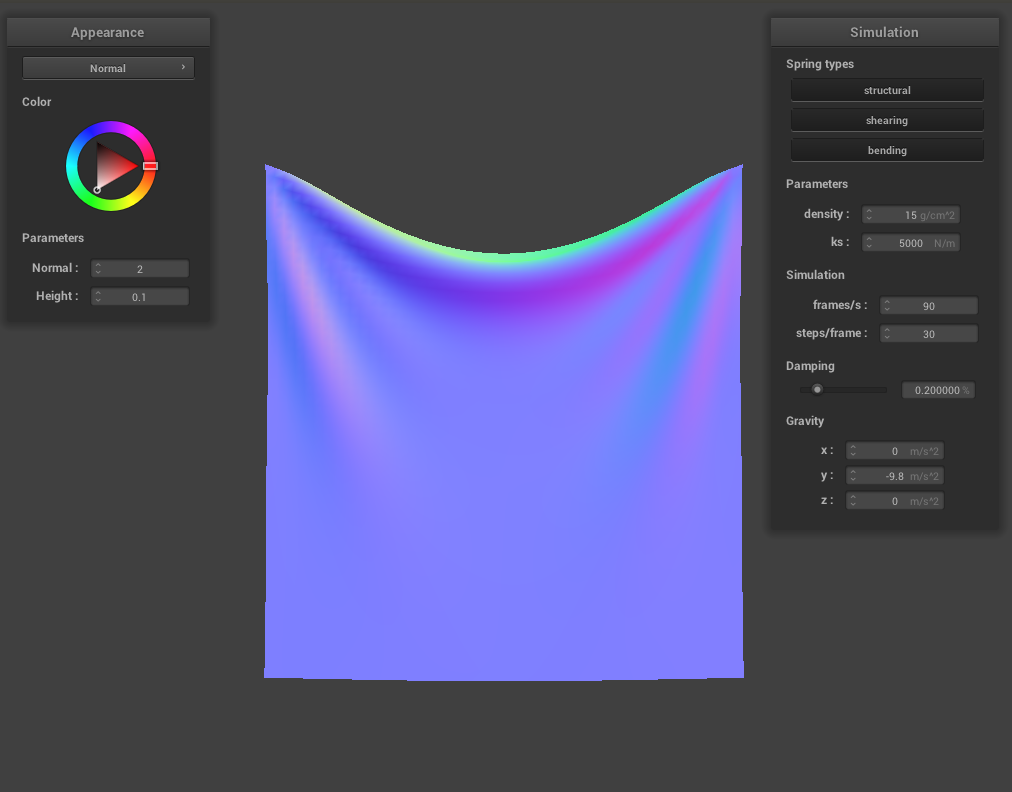 Appearance
Normal
Color
Parameters
Normal : 2
Height : 0.1
Simulation
Spring types
structural
shearing
bending
Parameters
density : 15 g/cm^2
ks : 5000 N/m
Simulation
frames/s : 90
steps/frame : 30
Damping
0.200000 %
Gravity
x : 0 m/s^2
y : -9.8 m/s^2
z : 0 m/s^2